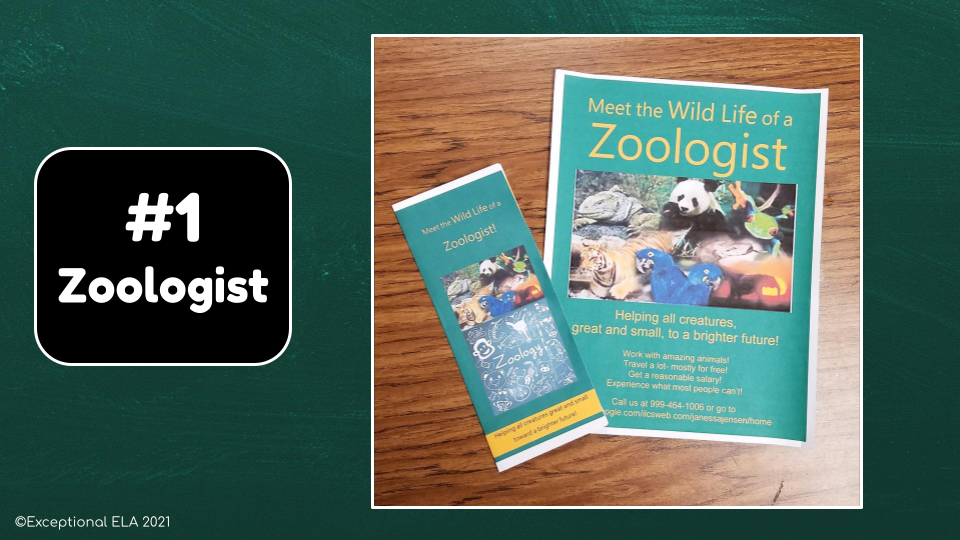 #1
Zoologist
Meet the Wild Life of a
Zoologist!
Zoology
Helping all creatures great and small
toward a brighter future!
Meet the Wild Life of a
Zoologist
Helping all creatures,
great and small, to a brighter future!
Work with amazing animals!
Travel a lot- mostly for free!
Get a reasonable salary!
Experience what most people can't!
Call us at 999-464-1006 or go to
©Exceptional ELA 2021